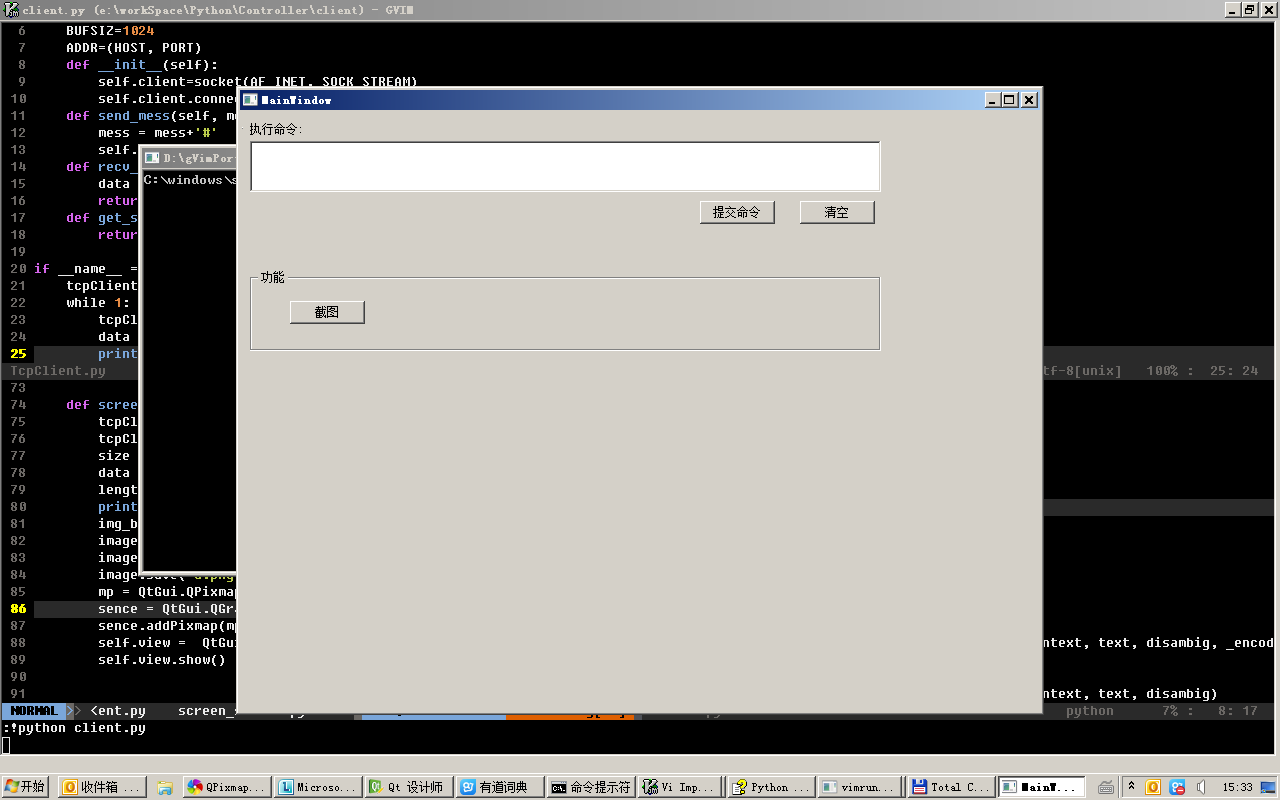 client.py (e:\workSpace\Python\Controller\client) - GVIM
6 BUFSIZ=1024
7 ADDR=(HOST, PORT)
8 def __init__(self):
9 self.client=socket(AF_INET, SOCK_STREAM)
10 self.client.conne
11 def send_mess(self, m
12 mess = mess+'#'
13 self.
14 def recv_
15 data
16 retur
17 def get_s
18 retur
19
20 if __name__ =
21 tcpClient
22 while 1:
23 tcpCl
24 data
25 print
TcpClient.py
tf-8[unix] 100% : 25: 24
73
74 def scree
75 tcpCl
76 tcpCl
77 size
78 data
79 lengt
80 print
81 img_b
82 image
83 image
84 image.save(
85 mp = QtGui.QPixmap
86 sence = QtGui.QGr
87 sence.addPixmap(mp
88 self.view = QtGui
ntext, text, disambig, _encod
89 self.view.show()
90
91
ntext, text, disambig)
NORMAL <ent.py screen_
python 7% : 8: 17
:!python client.py
D:\gVimPor
C:\windows\s
MainWindow
执行命令:
提交命令
清空
功能
截图
开始
收件箱 ...
QPixmap...
Microso...
Qt 设计师
有道词典
命令提示符
Vi Imp...
Python ...
vimrun...
Total C...
MainW...
15:33